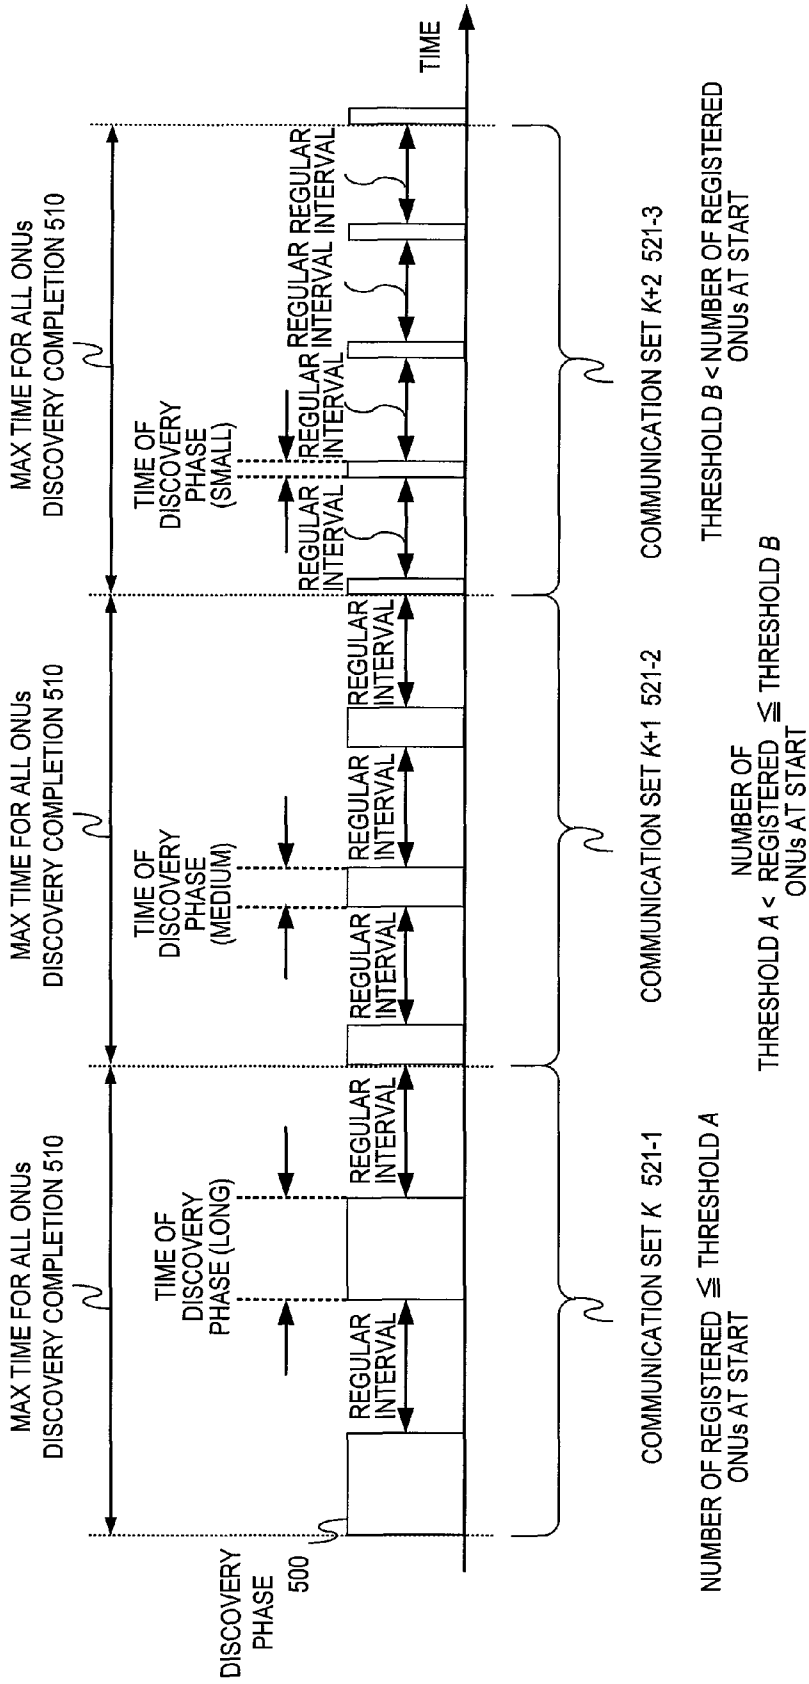 MAX TIME FOR ALL ONUs
DISCOVERY COMPLETION 510
MAX TIME FOR ALL ONUs
DISCOVERY COMPLETION 510
MAX TIME FOR ALL ONUs
DISCOVERY COMPLETION 510
DISCOVERY
PHASE
500
TIME OF
DISCOVERY
PHASE (LONG)
TIME OF
DISCOVERY
PHASE
(MEDIUM)
TIME OF
DISCOVERY
PHASE
(SMALL)
REGULAR
INTERVAL
REGULAR
INTERVAL
REGULAR
INTERVAL
REGULAR
INTERVAL
REGULAR
INTERVAL
REGULAR
INTERVAL
REGULAR
INTERVAL
REGULAR
INTERVAL
REGULAR
INTERVAL
TIME
COMMUNICATION SET K 521-1
NUMBER OF REGISTERED ≦ THRESHOLD A
ONUs AT START
COMMUNICATION SET K+1 521-2
NUMBER OF
THRESHOLD A < REGISTERED ≦ THRESHOLD B
ONUs AT START
COMMUNICATION SET K+2 521-3
THRESHOLD B < NUMBER OF REGISTERED
ONUs AT START